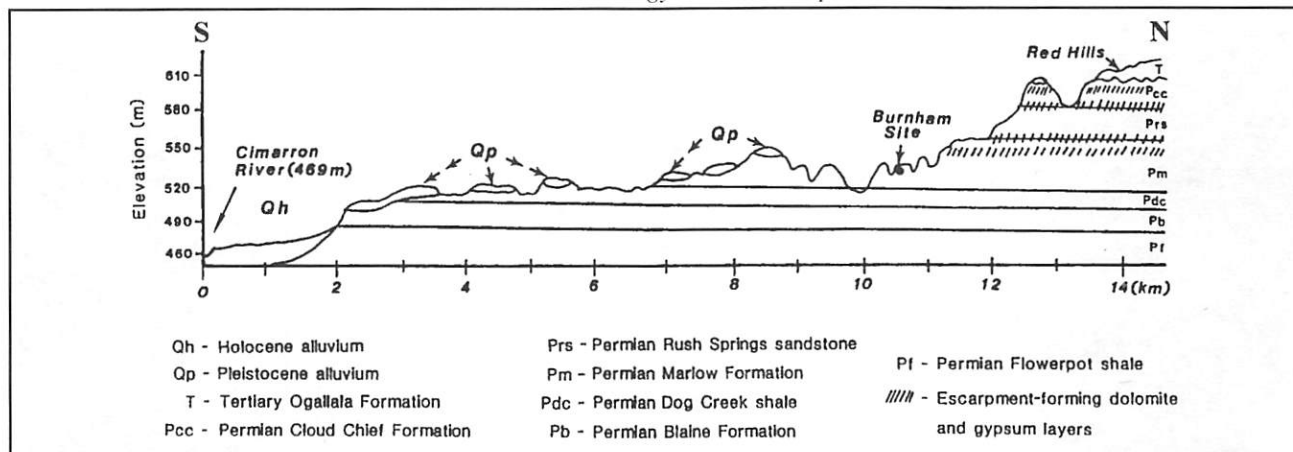 S
N
Red Hills
T
Pcc
Prs
Pm
Pdc
Pb
Pf
Burnham
Site
Qp
Qp
Cimarron
River (469m)
Qh
Elevation (m)
610
580
550
520
490
460
0
2
4
6
8
10
12
14 (km)
Qh - Holocene alluvium
Qp - Pleistocene alluvium
T - Tertiary Ogallala Formation
Pcc - Permian Cloud Chief Formation
Prs - Permian Rush Springs sandstone
Pm - Permian Marlow Formation
Pdc - Permian Dog Creek shale
Pb - Permian Blaine Formation
Pf - Permian Flowerpot shale
- Escarpment-forming dolomite
and gypsum layers